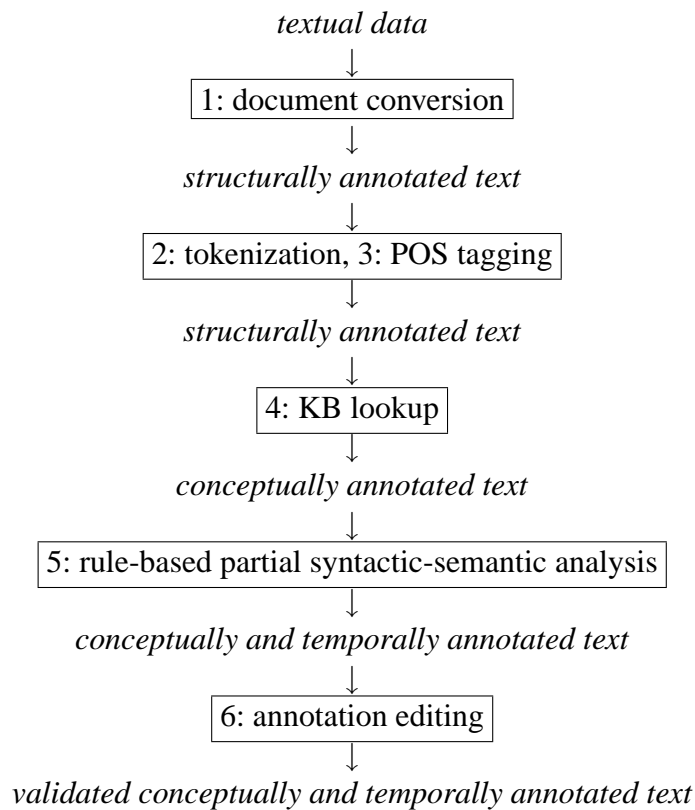 textual data
1: document conversion
structurally annotated text
2: tokenization, 3: POS tagging
structurally annotated text
4: KB lookup
conceptually annotated text
5: rule-based partial syntactic-semantic analysis
conceptually and temporally annotated text
6: annotation editing
validated conceptually and temporally annotated text